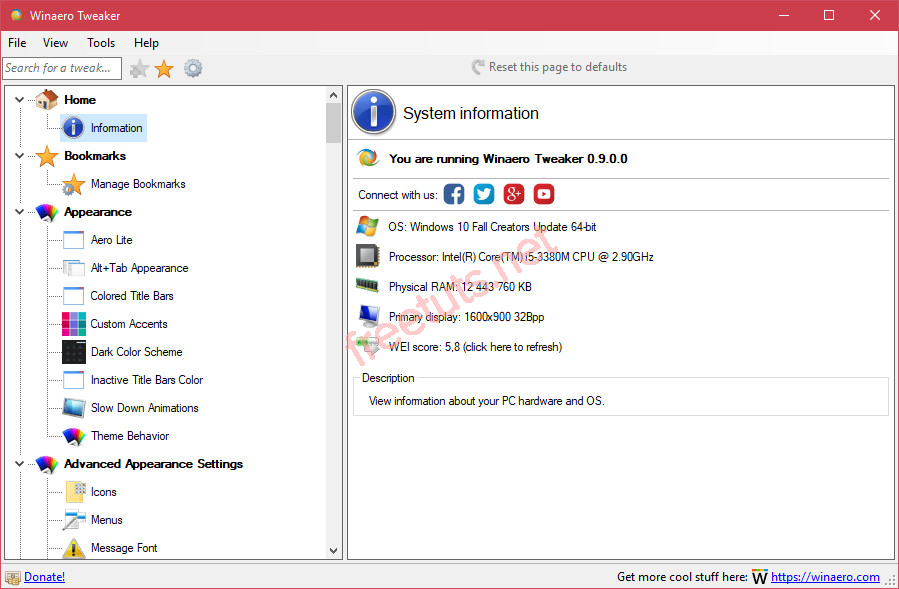 Winaero Tweaker
File View Tools Help
Search for a tweak...
Reset this page to defaults
Home
Information
Bookmarks
Manage Bookmarks
Appearance
Aero Lite
Alt+Tab Appearance
Colored Title Bars
Custom Accents
Dark Color Scheme
Inactive Title Bars Color
Slow Down Animations
Theme Behavior
Advanced Appearance Settings
Icons
Menus
Message Font
System information
You are running Winaero Tweaker 0.9.0.0
Connect with us:
OS: Windows 10 Fall Creators Update 64-bit
Processor: Intel(R) Core(TM) i5-3380M CPU @ 2.90GHz
Physical RAM: 12 443 760 KB
Primary display: 1600x900 32Bpp
WEI score: 5,8 (click here to refresh)
Description
View information about your PC hardware and OS.
freetuts.net
Donate!
Get more cool stuff here: W https://winaero.com